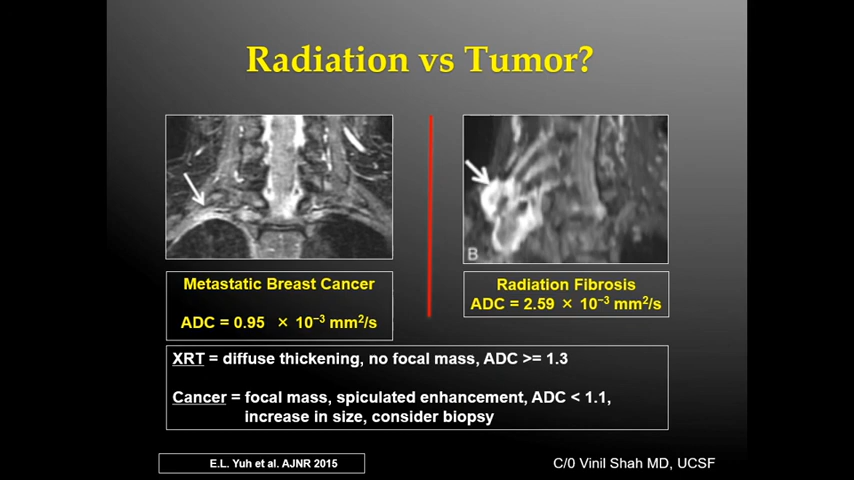 Radiation vs Tumor?
B
Metastatic Breast Cancer
ADC = 0.95 × 10⁻³ mm²/s
Radiation Fibrosis
ADC = 2.59 × 10⁻³ mm²/s
XRT = diffuse thickening, no focal mass, ADC >= 1.3
Cancer = focal mass, spiculated enhancement, ADC < 1.1,
increase in size, consider biopsy
E.L. Yuh et al. AJNR 2015
C/0 Vinil Shah MD, UCSF